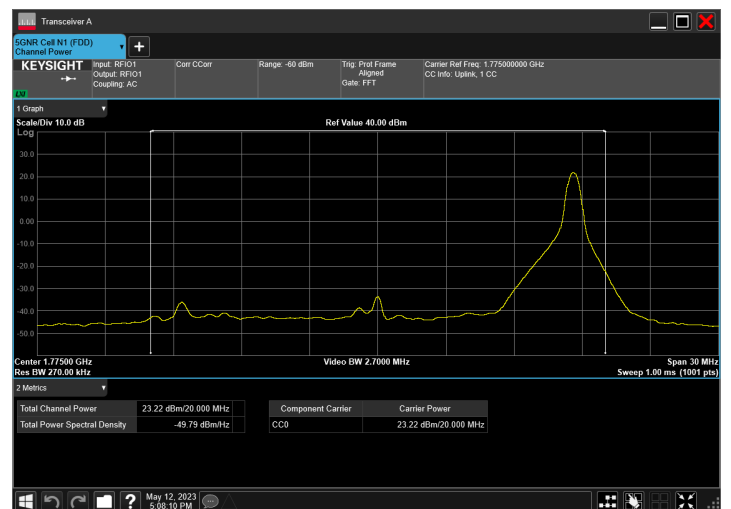 Transceiver A
5GNR Cell N1 (FDD)
Channel Power
KEYSIGHT
LXI
Input: RFIO1
Output: RFIO1
Coupling: AC
Corr CCorr
Range: -60 dBm
Trig: Prot Frame
Aligned
Gate: FFT
Carrier Ref Freq: 1.775000000 GHz
CC Info: Uplink, 1 CC
1 Graph
Scale/Div 10.0 dB
Ref Value 40.00 dBm
Log
30.0
20.0
10.0
0.00
-10.0
-20.0
-30.0
-40.0
-50.0
Center 1.77500 GHz
Video BW 2.7000 MHz
Span 30 MHz
Res BW 270.00 kHz
Sweep 1.00 ms (1001 pts)
2 Metrics
Total Channel Power 23.22 dBm/20.000 MHz
Total Power Spectral Density -49.79 dBm/Hz
Component Carrier Carrier Power
CC0 23.22 dBm/20.000 MHz
May 12, 2023
5:08:10 PM